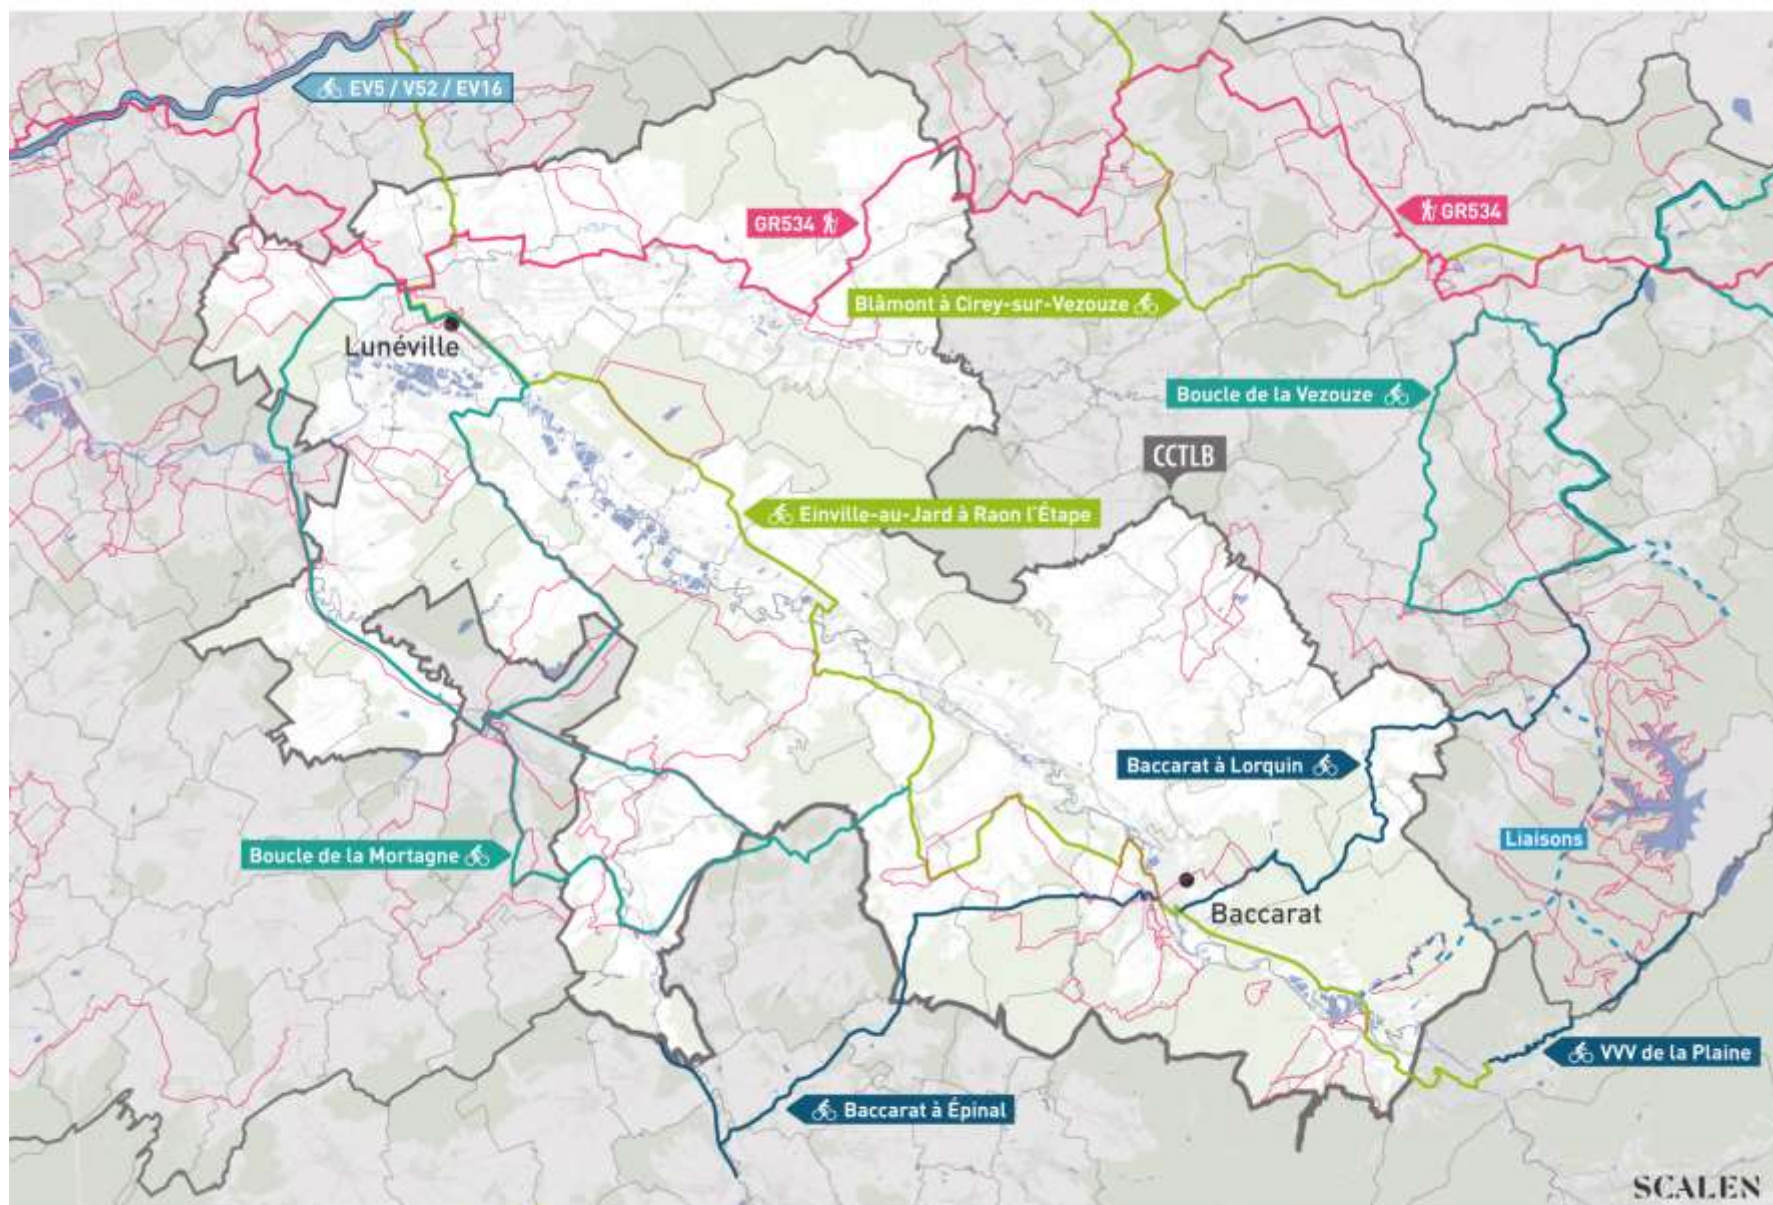 EV5 / V52 / EV16
GR534
GR534
Blâmont à Cirey-sur-Vezouze
Lunéville
Boucle de la Vezouze
CCTLB
Einville-au-Jard à Raon l'Étape
Baccarat à Lorquin
Liaisons
Boucle de la Mortagne
Baccarat
VVV de la Plaine
Baccarat à Épinal
SCALEN